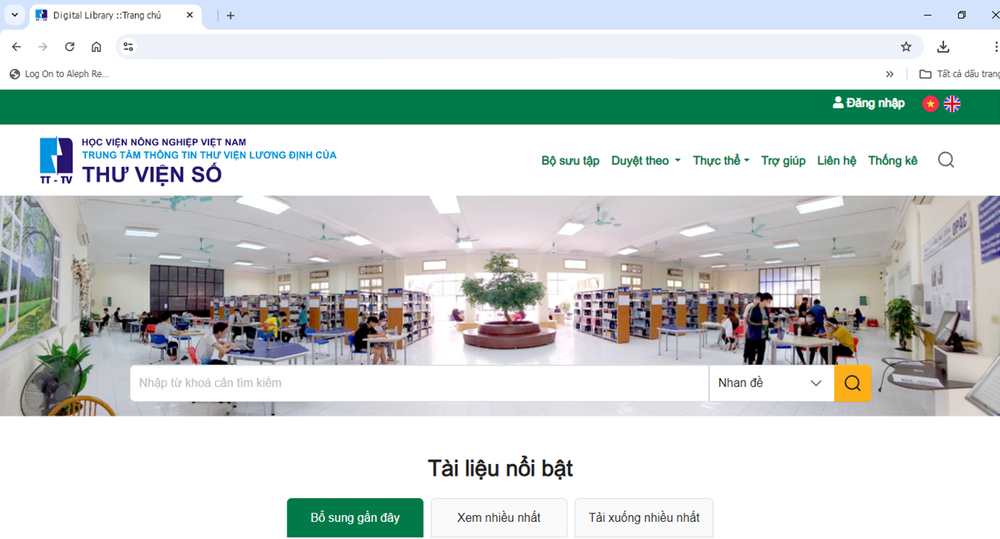 Digital Library ::Trang chủ
Log On to Aleph Re...
Tất cả dấu trang
Đăng nhập
HỌC VIỆN NÔNG NGHIỆP VIỆT NAM
TRUNG TÂM THÔNG TIN THƯ VIỆN LƯƠNG ĐỊNH CỦA
THƯ VIỆN SỐ
TT - TV
Bộ sưu tập Duyệt theo Thực thể Trợ giúp Liên hệ Thống kê
OPAC
Nhập từ khoá cần tìm kiếm
Nhan đề
Tài liệu nổi bật
Bổ sung gần đây Xem nhiều nhất Tải xuống nhiều nhất